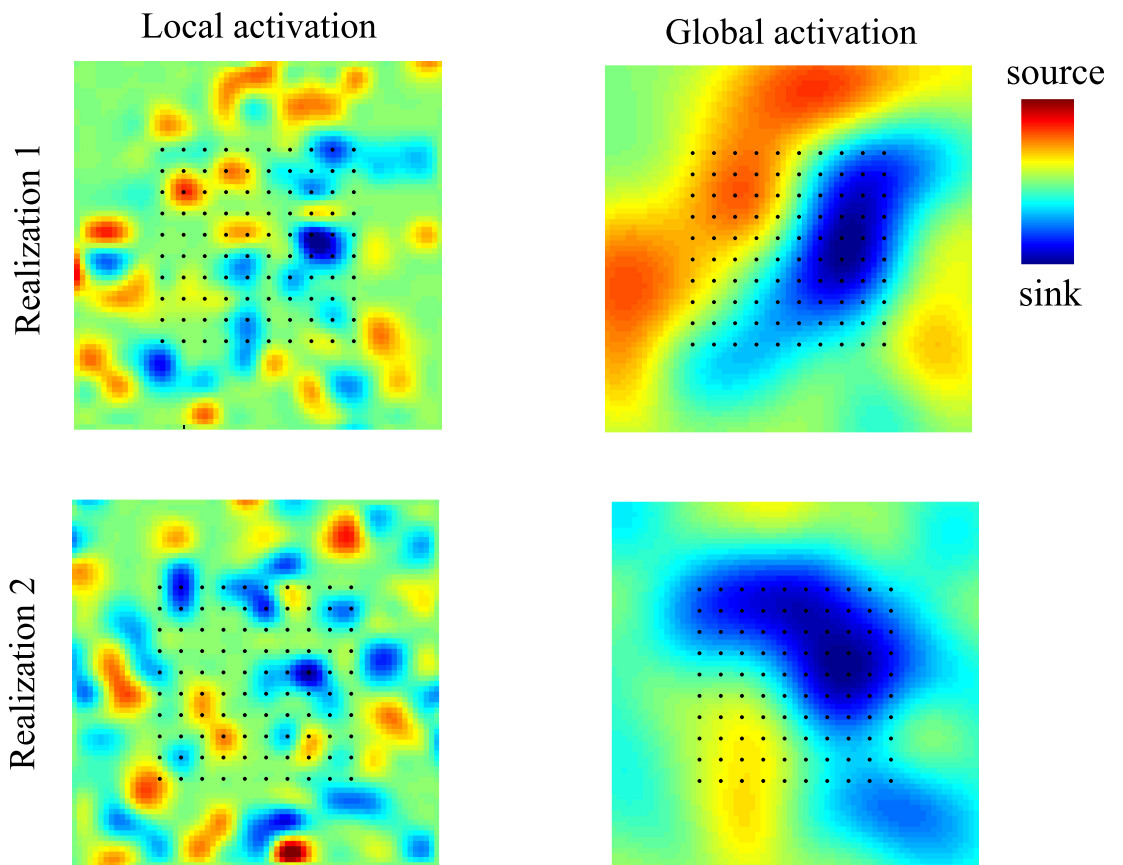 Local activation
Global activation
source
sink
Realization 1
Realization 2